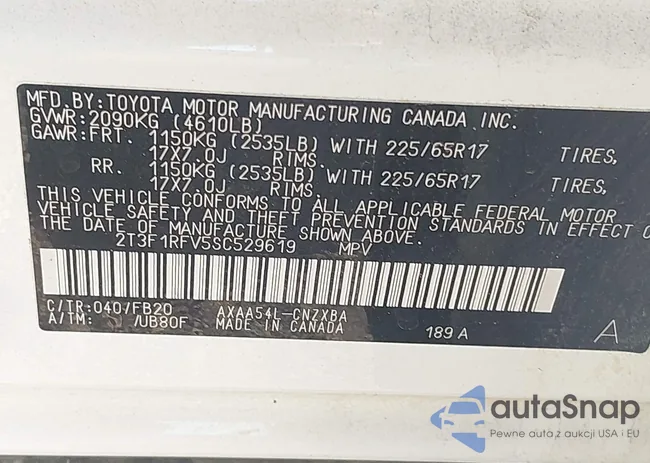 MFD.BY:TOYOTA MOTOR MANUFACTURING CANADA INC.
GVWR:2090KG (4610LB)
GAWR:FRT. 1150KG (2535LB) WITH 225/65R17 TIRES,
17X7.0J RIMS.
RR. 1150KG (2535LB) WITH 225/65R17 TIRES,
17X7.0J RIMS.
THIS VEHICLE CONFORMS TO ALL APPLICABLE FEDERAL MOTOR
VEHICLE SAFETY AND THEFT PREVENTION STANDARDS IN EFFECT O
THE DATE OF MANUFACTURE SHOWN ABOVE.
2T3F1RFV5SC529619 MPV
C/TR:040/FB20 AXAA54L-CNZXBA
A/TM: /UB80F MADE IN CANADA 189 A A
autaSnap
Pewne auta z aukcji USA i EU